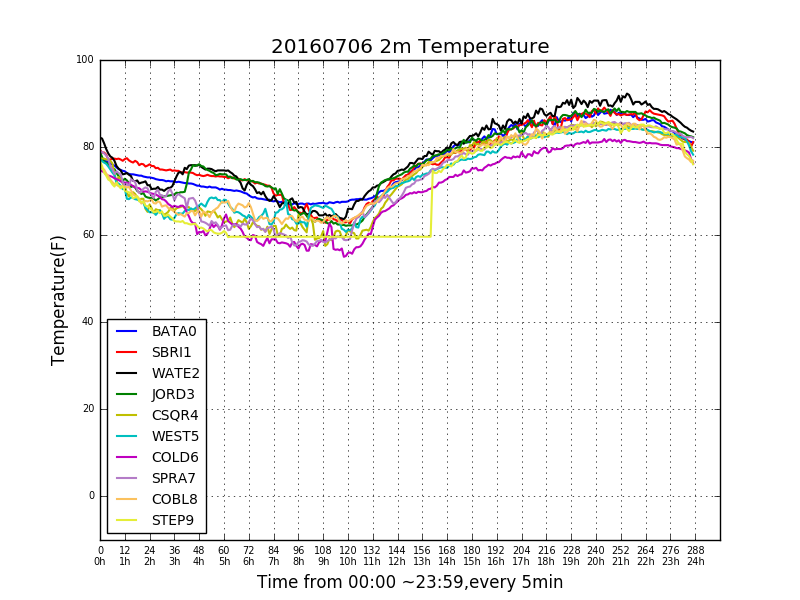 20160706 2m Temperature
100
80
60
40
20
0
Temperature(F)
BATA0
SBRI1
WATE2
JORD3
CSQR4
WEST5
COLD6
SPRA7
COBL8
STEP9
0 12 24 36 48 60 72 84 96 108 120 132 144 156 168 180 192 204 216 228 240 252 264 276 288
0h 1h 2h 3h 4h 5h 6h 7h 8h 9h 10h 11h 12h 13h 14h 15h 16h 17h 18h 19h 20h 21h 22h 23h 24h
Time from 00:00 ~23:59,every 5min